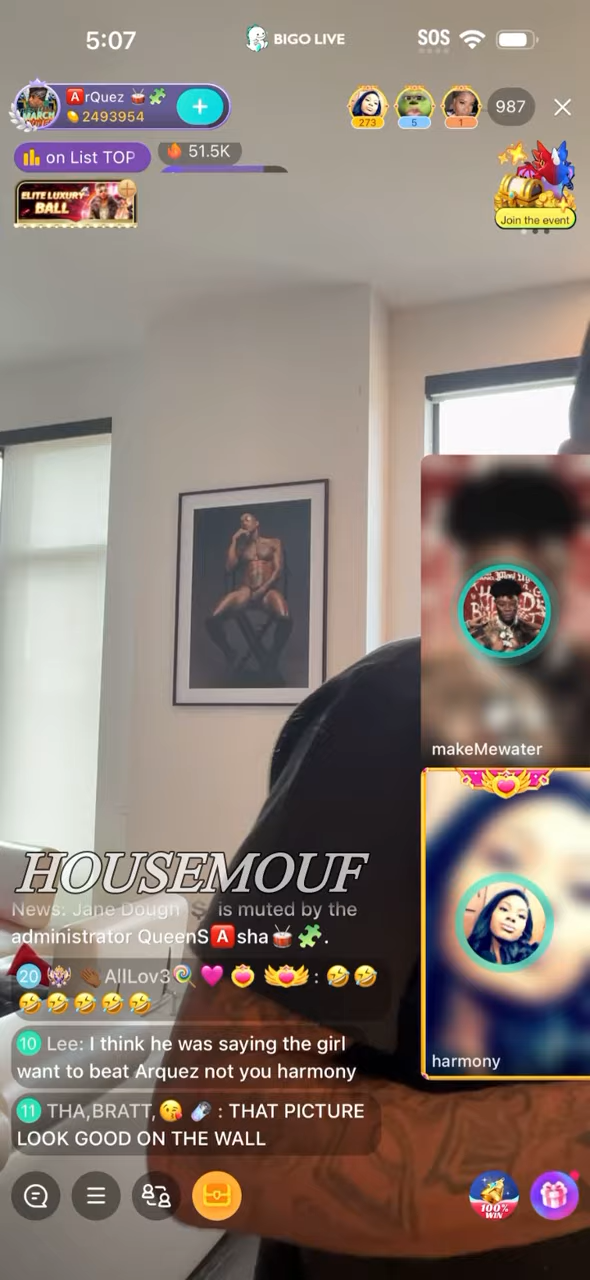 5:07
BIGO LIVE
SOS
🅰rQuez 🥁🧩
2493954
273
5
1
987
on List TOP
🔥 51.5K
ELITE LUXURY
BALL
Join the event
makeMewater
HOUSEMOUF
News: Jane Dough 💲 is muted by the
administrator QueenS🅰sha🥁🧩.
20 AllLov3🍭💗 : 🤣🤣
🤣🤣🤣🤣🤣
10 Lee: I think he was saying the girl
want to beat Arquez not you harmony
harmony
11 THA,BRATT,😘 : THAT PICTURE
LOOK GOOD ON THE WALL
100%
WIN